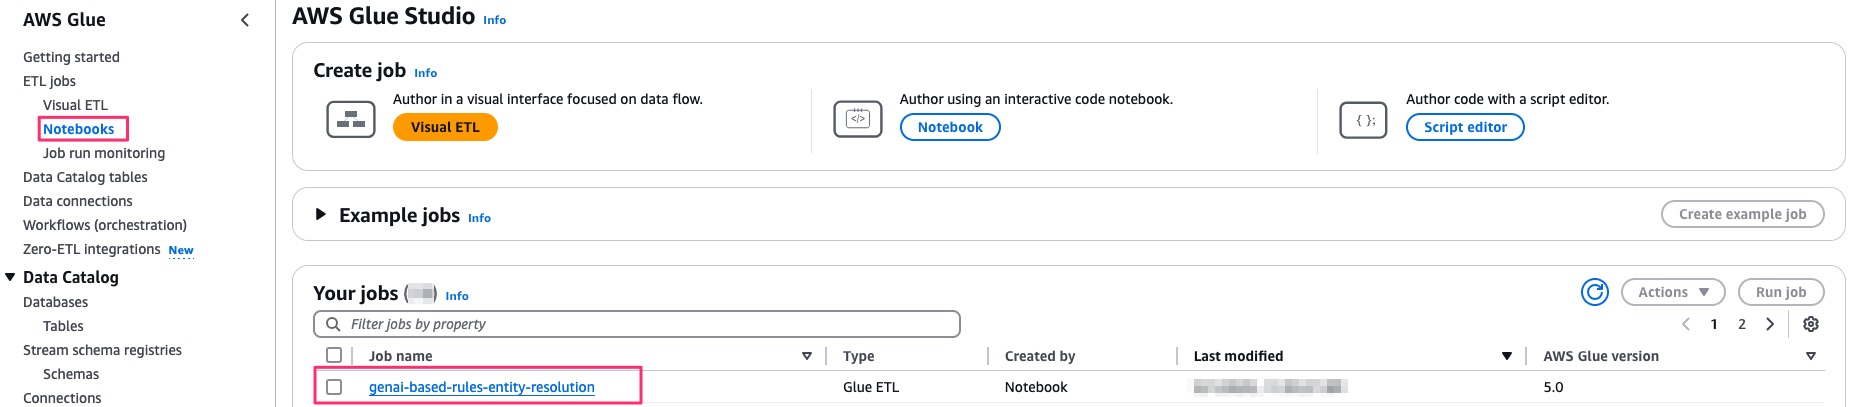 AWS Glue
Getting started
ETL jobs
Visual ETL
Notebooks
Job run monitoring
Data Catalog tables
Data connections
Workflows (orchestration)
Zero-ETL integrations New
Data Catalog
Databases
Tables
Stream schema registries
Schemas
Connections
AWS Glue Studio Info
Create job Info
Author in a visual interface focused on data flow.
Visual ETL
Author using an interactive code notebook.
</>
Notebook
Author code with a script editor.
{ };
Script editor
Example jobs Info
Create example job
Your jobs ( ) Info
Actions
Run job
Filter jobs by property
1 2
Job name Type Created by Last modified AWS Glue version
genai-based-rules-entity-resolution Glue ETL Notebook 5.0